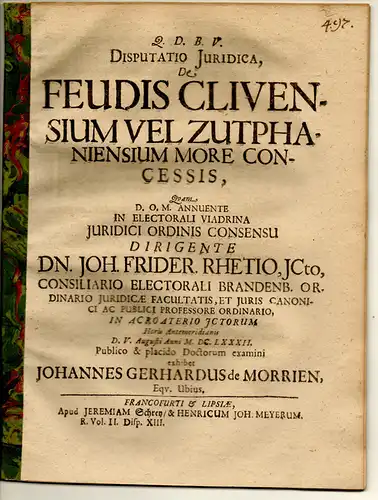 497.
Q. D. B. V.
DISPUTATIO JURIDICA,
De
FEUDIS CLIVEN-
SIUM VEL ZUTPHA-
NIENSIUM MORE CON-
CESSIS,
Quam
D. O. M. ANNUENTE
IN ELECTORALI VIADRINA
JURIDICI ORDINIS CONSENSU
DIRIGENTE
DN. JOH. FRIDER. RHETIO, JCto,
CONSILIARIO ELECTORALI BRANDENB. OR-
DINARIO JURIDICÆ FACULTATIS, ET JURIS CANONI-
CI AC PUBLICI PROFESSORE ORDINARIO,
IN ACROATERIO JCTORUM
Horis Antemeridianis
D. V. Augusti Anni M. DC. LXXXII.
Publico & placido Doctorum examini
exhibet
JOHANNES GERHARDUS de MORRIEN,
Eqv. Ubius.
FRANCOFURTI & LIPSIÆ,
Apud JEREMIAM Schrey/ & HENRICUM JOH. MEYERUM.
R. Vol. II. Disp. XIII.